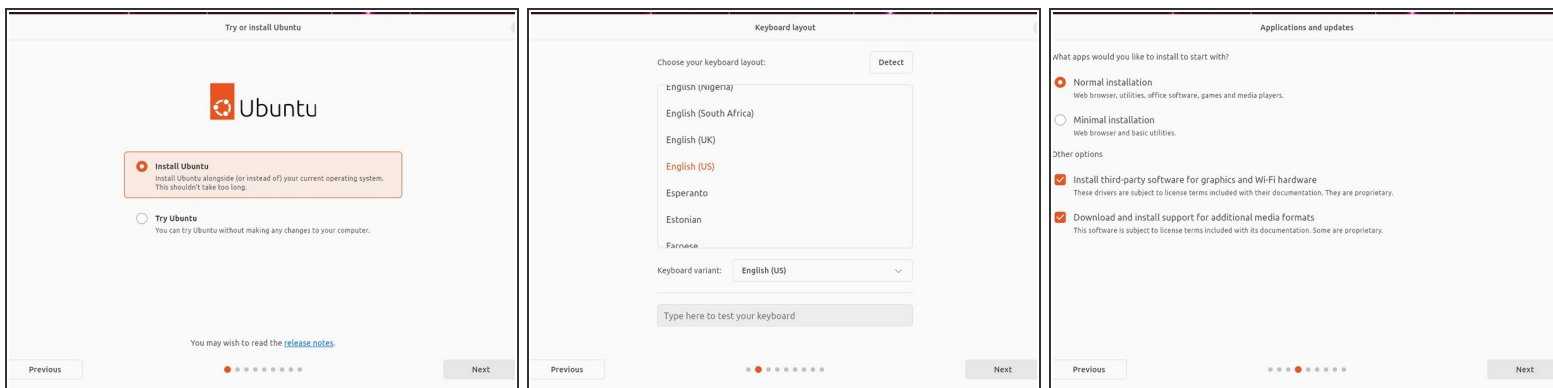 Try or install Ubuntu
Ubuntu
Install Ubuntu
Install Ubuntu alongside (or instead of) your current operating system.
This shouldn't take too long.
Try Ubuntu
You can try Ubuntu without making any changes to your computer.
You may wish to read the release notes.
Previous
Next
Keyboard layout
Choose your keyboard layout:
Detect
English (Nigeria)
English (South Africa)
English (UK)
English (US)
Esperanto
Estonian
Faroese
Keyboard variant:
English (US)
Type here to test your keyboard
Previous
Next
Applications and updates
What apps would you like to install to start with?
Normal installation
Web browser, utilities, office software, games and media players.
Minimal installation
Web browser and basic utilities.
Other options
Install third-party software for graphics and Wi-Fi hardware
These drivers are subject to license terms included with their documentation. They are proprietary.
Download and install support for additional media formats
This software is subject to license terms included with its documentation. Some are proprietary.
Previous
Next